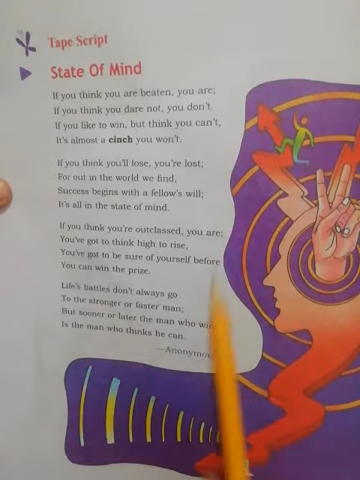 Tape Script
State Of Mind
If you think you are beaten, you are;
If you think you dare not, you don't.
If you like to win, but think you can't,
It's almost a cinch you won't.
If you think you'll lose, you're lost;
For out in the world we find,
Success begins with a fellow's will;
It's all in the state of mind.
If you think you're outclassed, you are;
You've got to think high to rise,
You've got to be sure of yourself before
You can win the prize.
Life's battles don't always go
To the stronger or faster man;
But sooner or later the man who
Is the man who thinks he can.